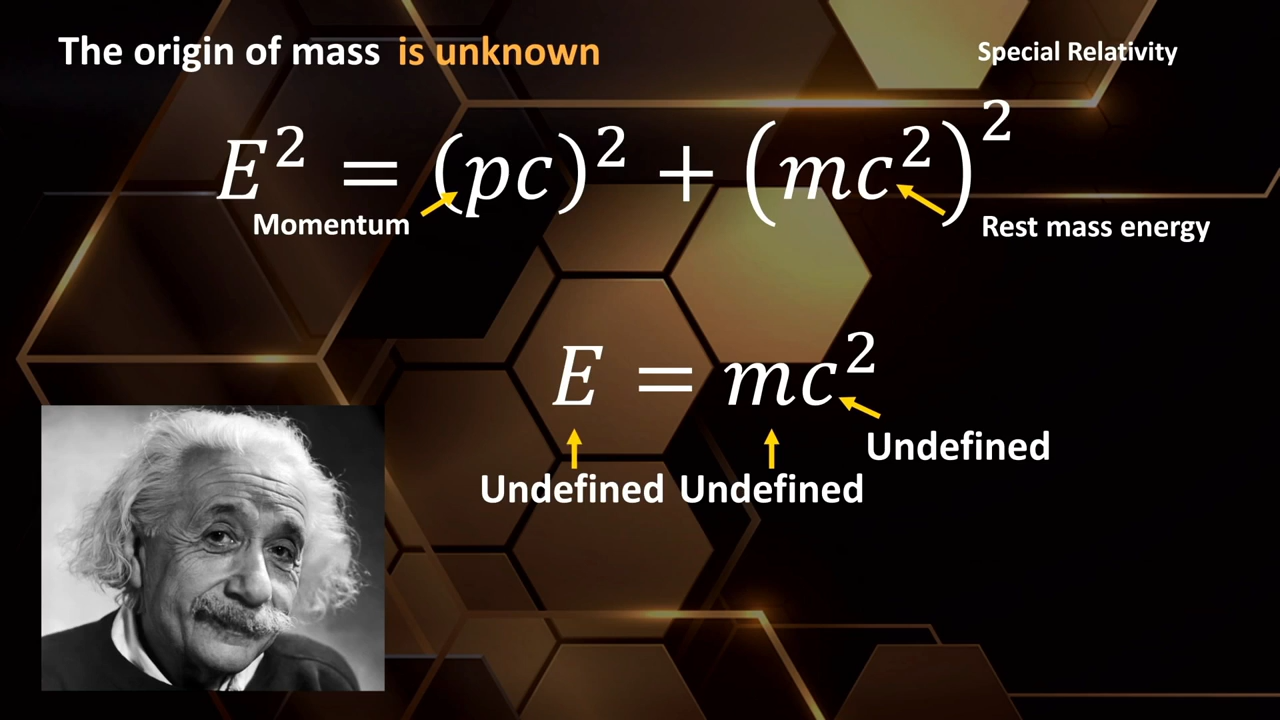 The origin of mass is unknown
Special Relativity
E² = (pc)² + (mc²)²
Momentum
Rest mass energy
E = mc²
Undefined
Undefined Undefined